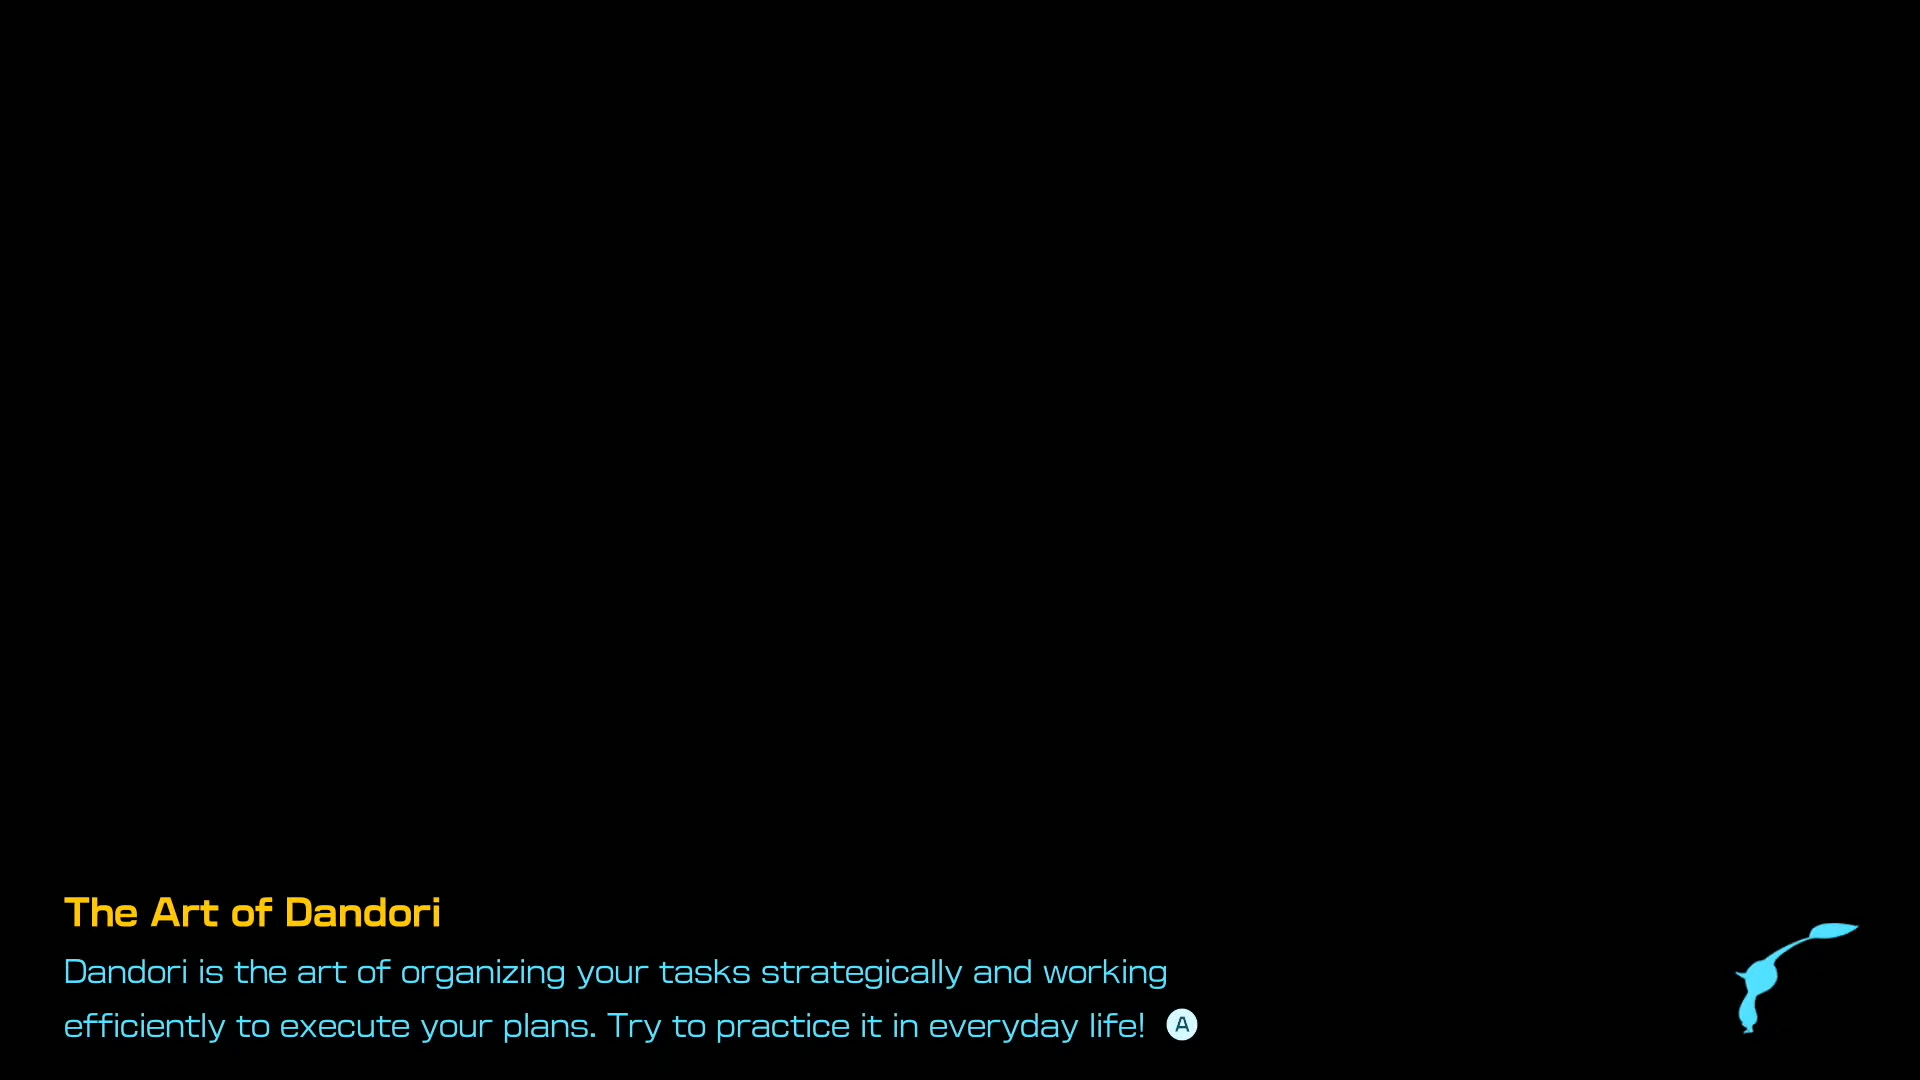 The Art of Dandori
Dandori is the art of organizing your tasks strategically and working
efficiently to execute your plans. Try to practice it in everyday life! A